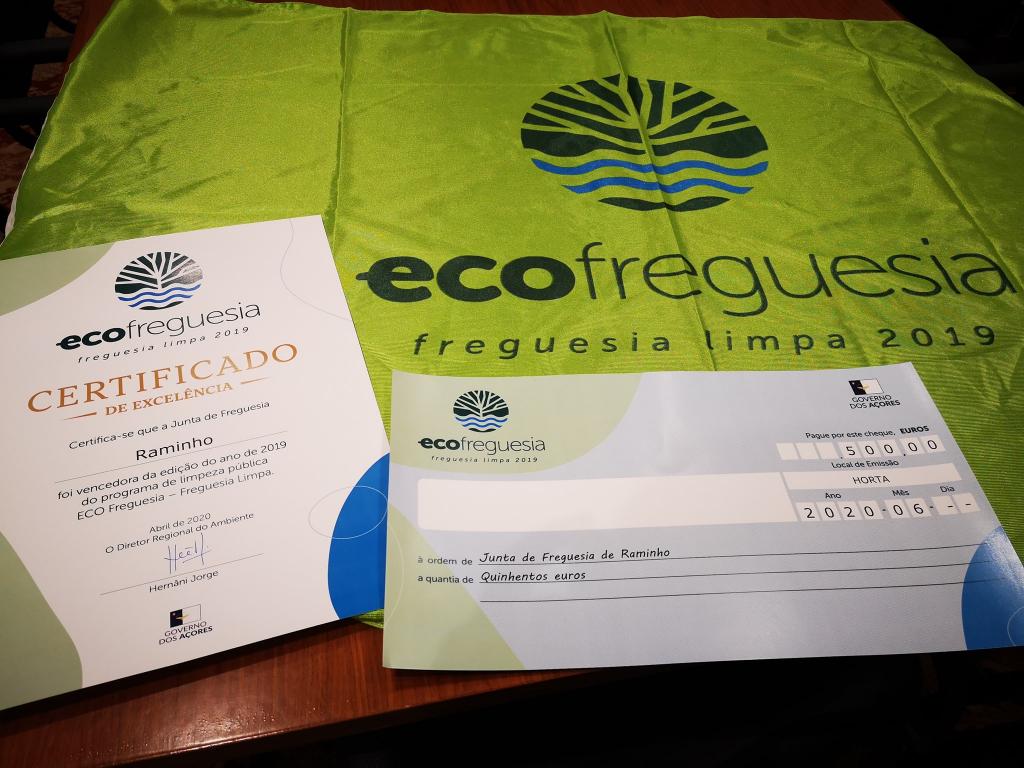 ecofreguesia
freguesia limpa 2019
ecofreguesia
freguesia limpa 2019
CERTIFICADO
DE EXCELÊNCIA
Certifica-se que a Junta de Freguesia
Raminho
foi vencedora da edição do ano de 2019
do programa de limpeza pública
ECO Freguesia – Freguesia Limpa.
Abril de 2020
O Diretor Regional do Ambiente
Hernâni Jorge
GOVERNO
DOS AÇORES
ecofreguesia
freguesia limpa 2019
GOVERNO
DOS AÇORES
Pague por este cheque, EUROS
500,00
Local de Emissão
HORTA
Ano Mês Dia
2020-06- - -
à ordem de Junta de Freguesia de Raminho
a quantia de Quinhentos euros